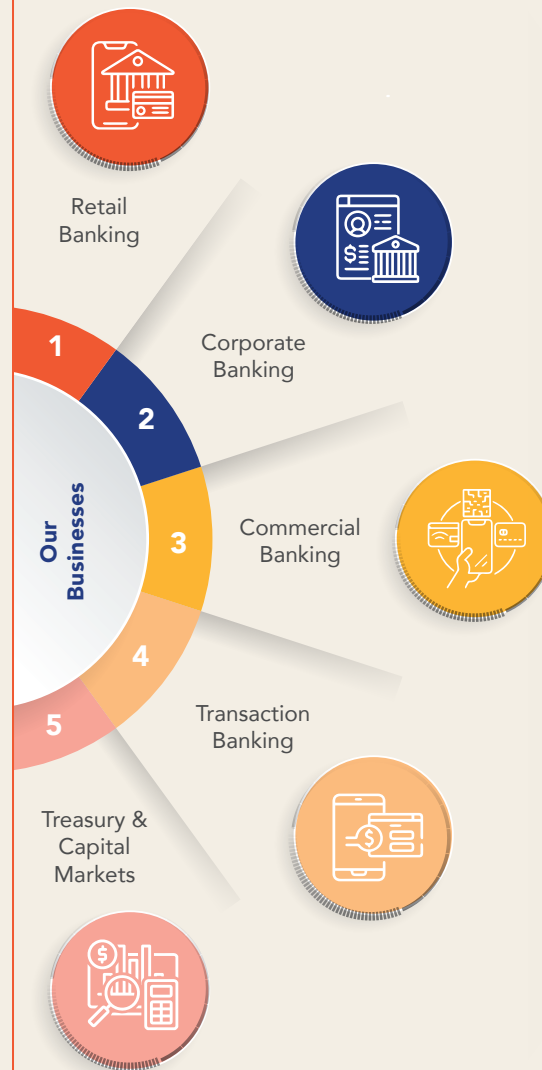 Retail
Banking
1
Corporate
Banking
2
Our
Businesses
3
Commercial
Banking
4
Transaction
Banking
5
Treasury &
Capital
Markets
$
$
$